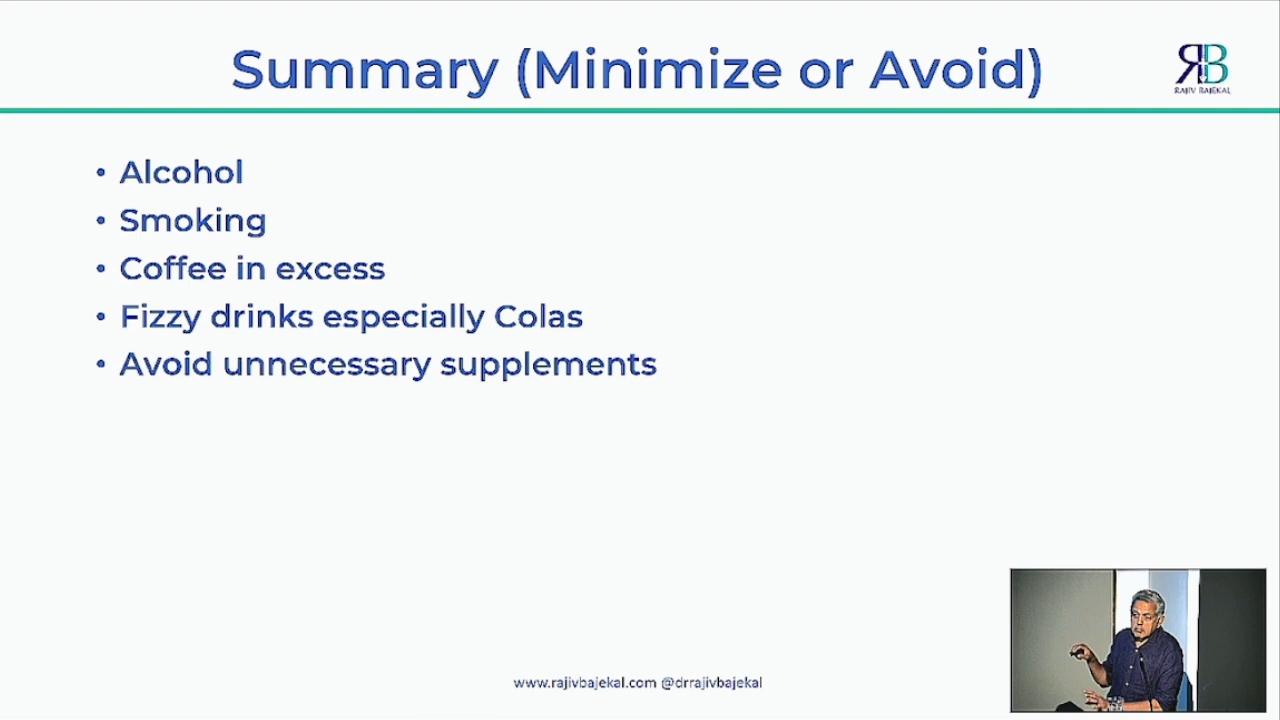 Summary (Minimize or Avoid)
RB
RAJIV BAJEKAL
• Alcohol
• Smoking
• Coffee in excess
• Fizzy drinks especially Colas
• Avoid unnecessary supplements
www.rajivbajekal.com @drrajivbajekal